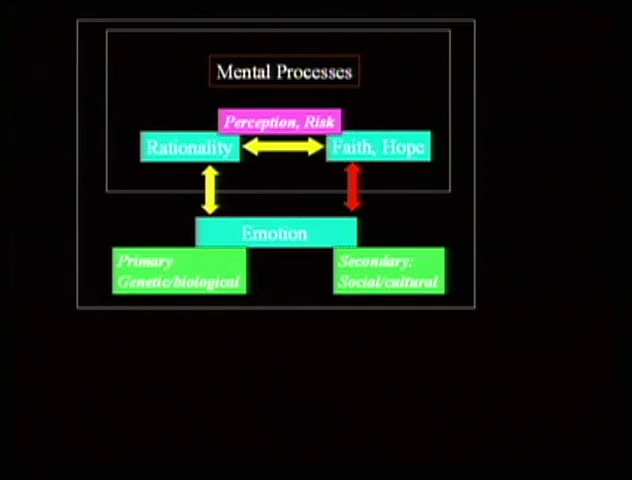 Mental Processes
Perception, Risk
Rationality
Faith, Hope
Emotion
Primary
Genetic/biological
Secondary:
Social/cultural